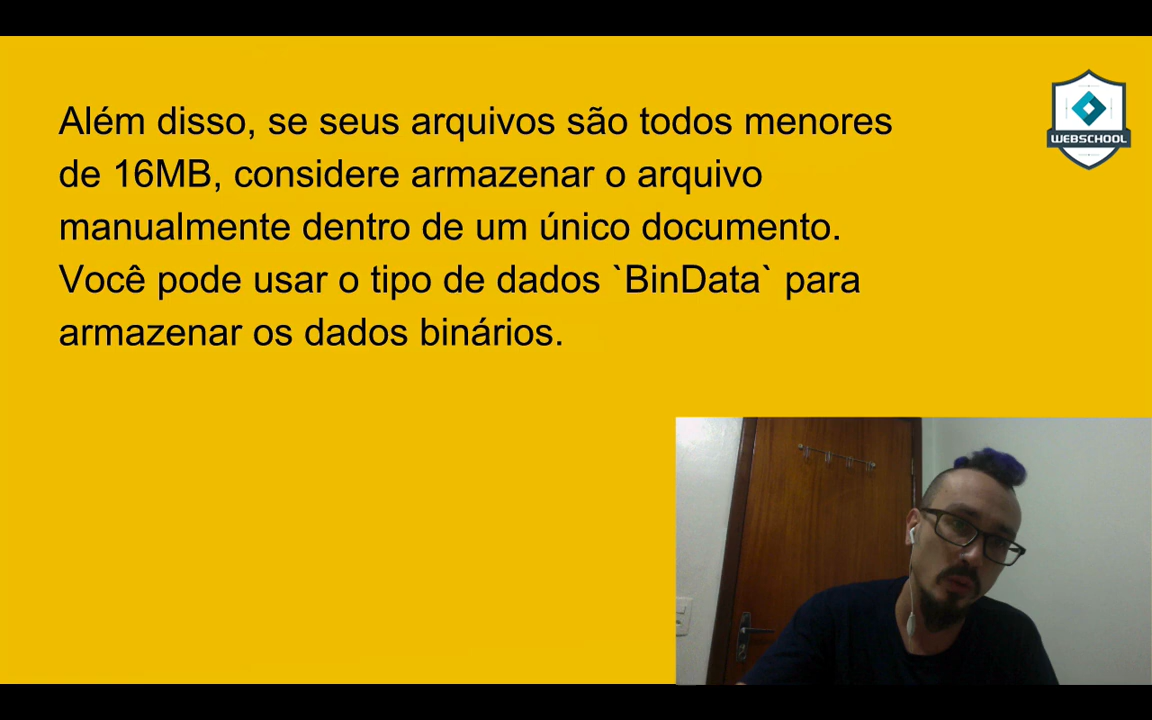 Além disso, se seus arquivos são todos menores
de 16MB, considere armazenar o arquivo
manualmente dentro de um único documento.
Você pode usar o tipo de dados `BinData` para
armazenar os dados binários.
WEBSCHOOL